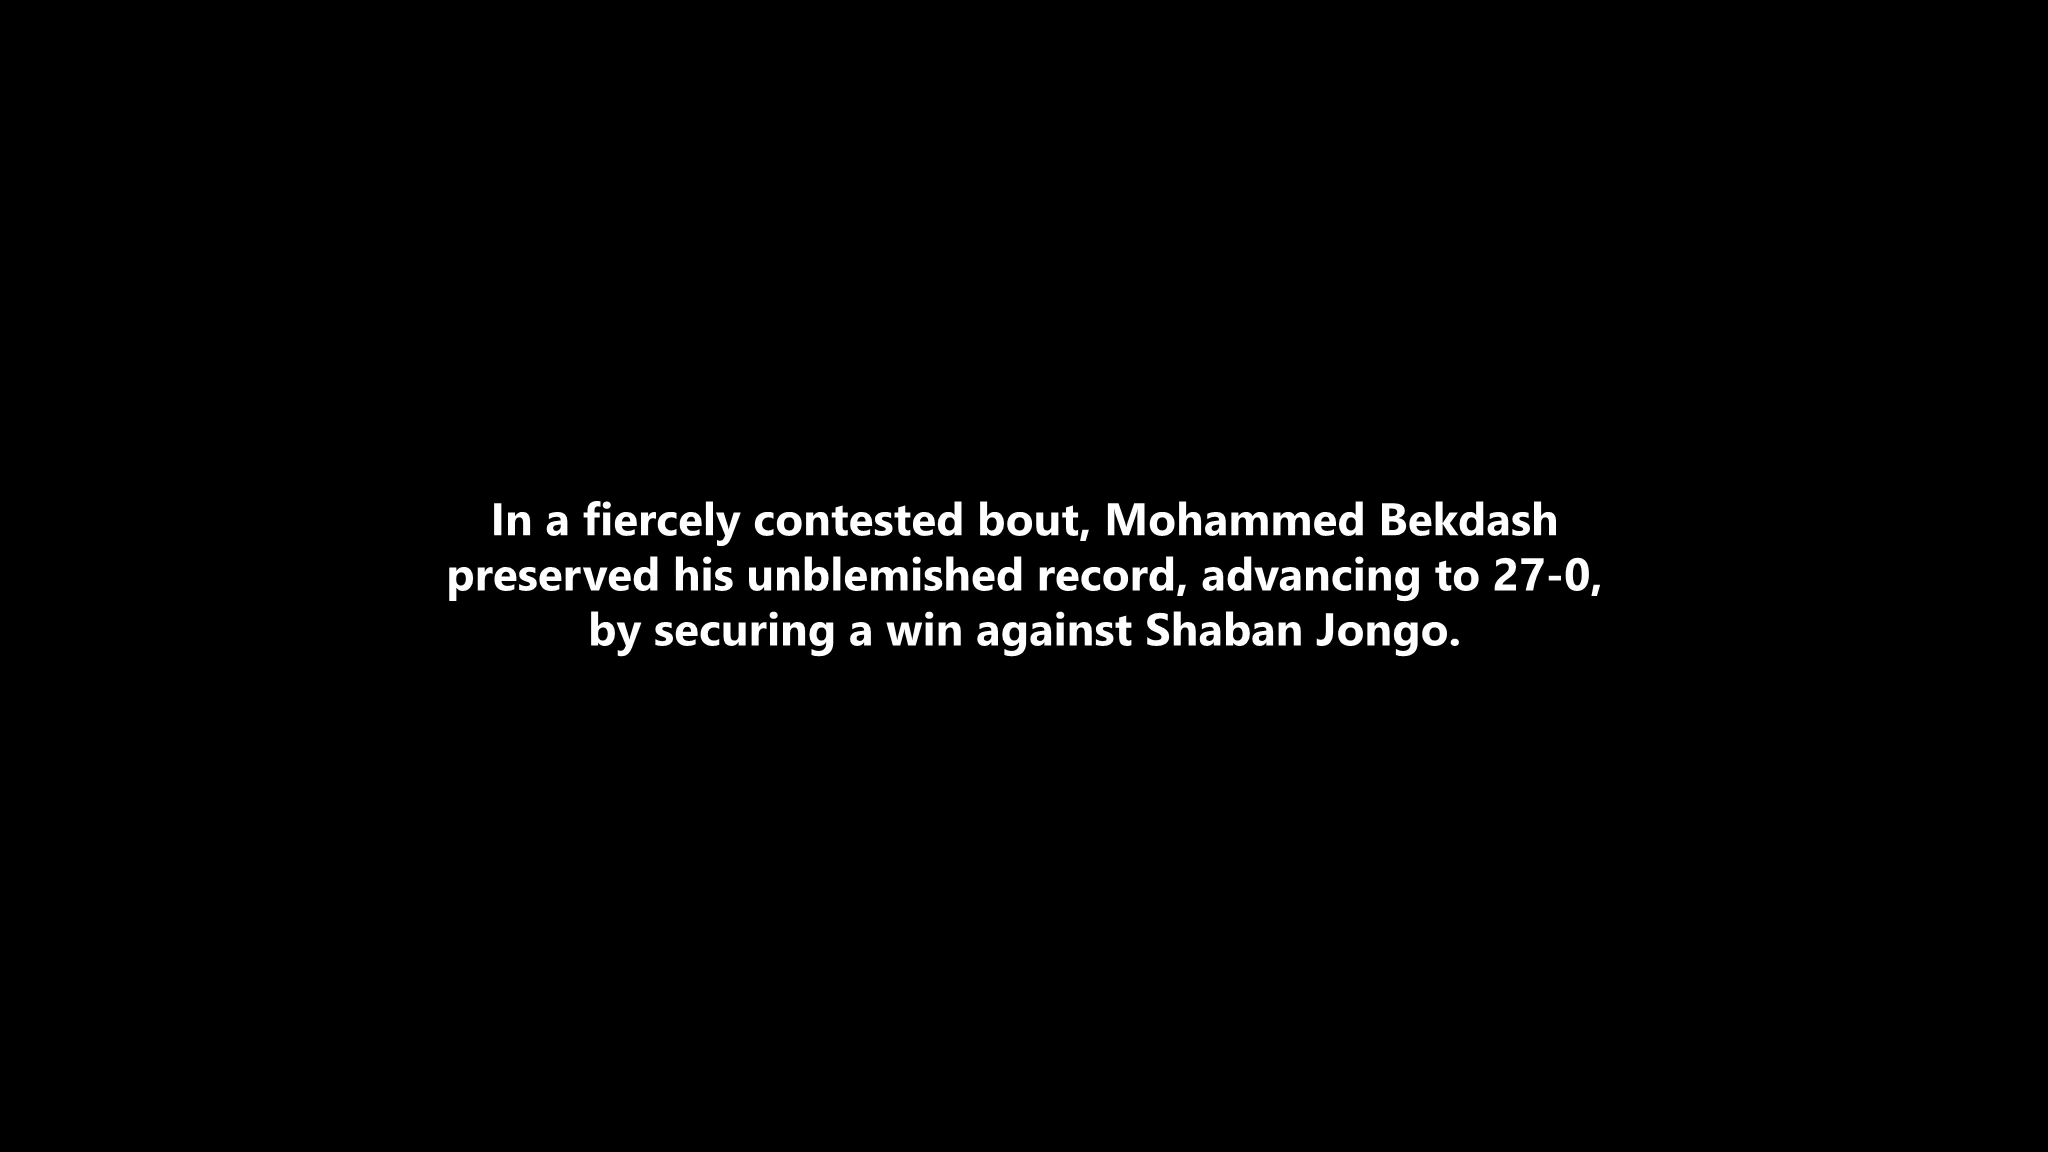 In a fiercely contested bout, Mohammed Bekdash
preserved his unblemished record, advancing to 27-0,
by securing a win against Shaban Jongo.